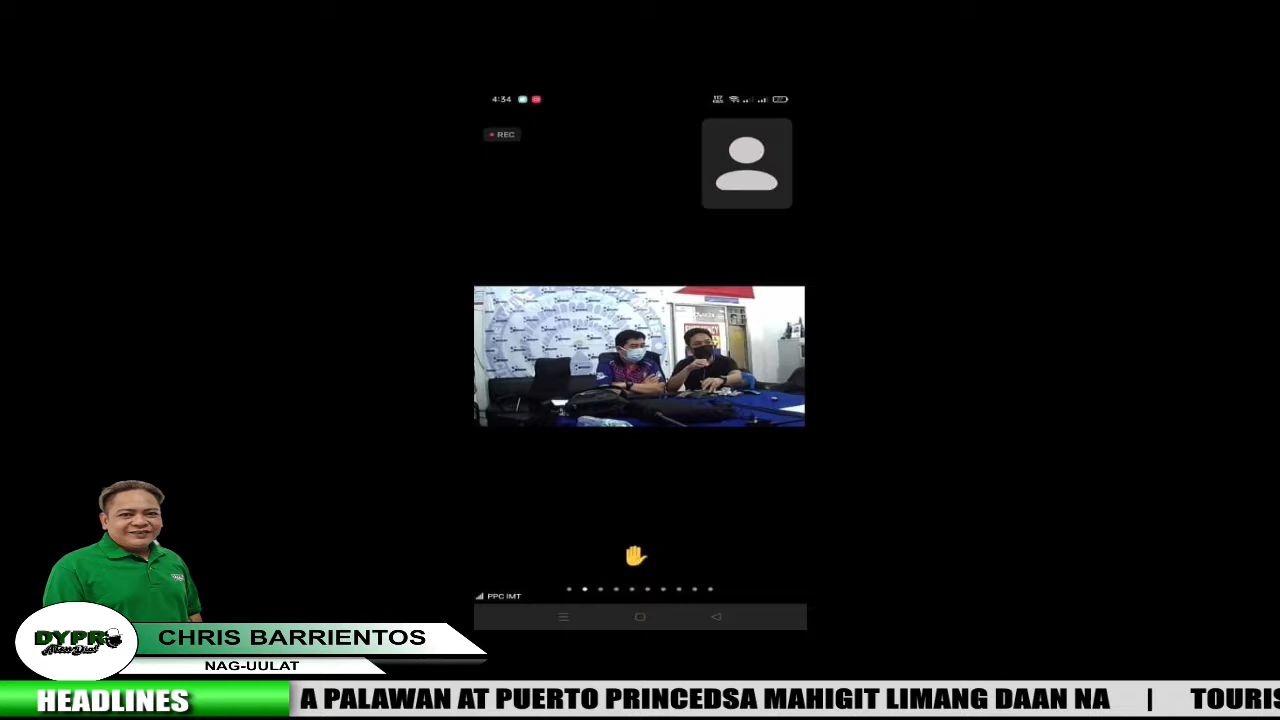 4:34
REC
PPC IMT
CHRIS BARRIENTOS
DYPR
NAG-UULAT
HEADLINES
A PALAWAN AT PUERTO PRINCEDSA MAHIGIT LIMANG DAAN NA | TOURIS